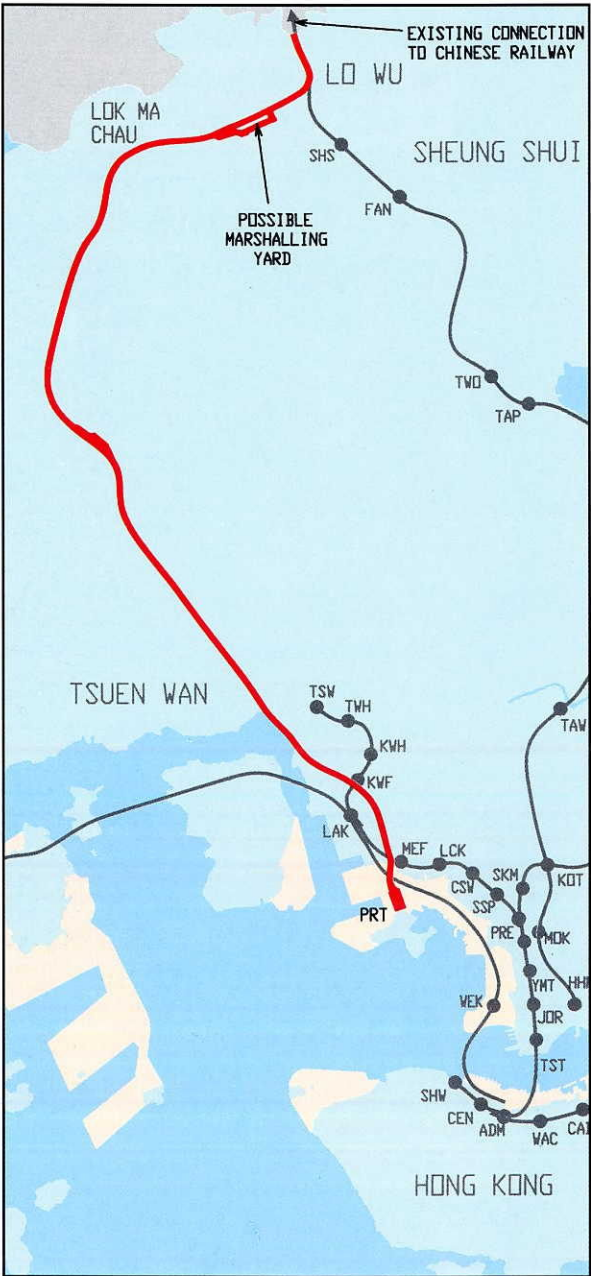 EXISTING CONNECTION
TO CHINESE RAILWAY
LO WU
LOK MA
CHAU
SHS
SHEUNG SHUI
FAN
POSSIBLE
MARSHALLING
YARD
TWO
TAP
TSUEN WAN
TSW
TWH
TAW
KWH
KWF
LAK
MEF
LCK
CSW
SKM
KOT
SSP
PRT
PRE
MOK
YMT
HHM
WEK
JOR
TST
SHW
CEN
ADM
WAC
CAB
HONG KONG